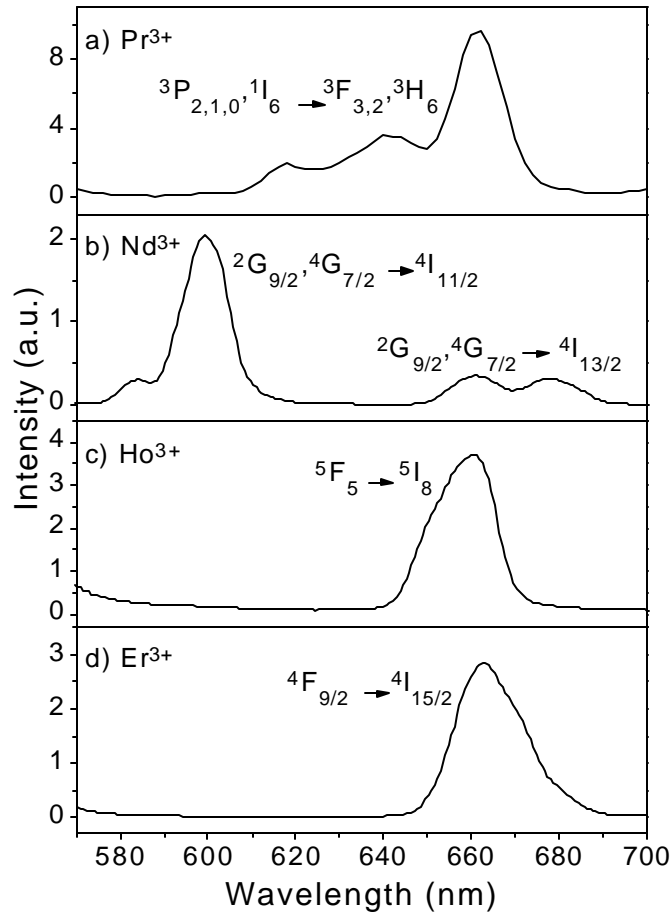 a) Pr³⁺
³P₂,₁,₀,¹I₆ → ³F₃,₂,³H₆
8
4
0
b) Nd³⁺
²G₉/₂,⁴G₇/₂ → ⁴I₁₁/₂
²G₉/₂,⁴G₇/₂ → ⁴I₁₃/₂
2
1
0
c) Ho³⁺
⁵F₅ → ⁵I₈
4
3
2
1
0
d) Er³⁺
⁴F₉/₂ → ⁴I₁₅/₂
3
2
1
0
Intensity (a.u.)
580 600 620 640 660 680 700
Wavelength (nm)